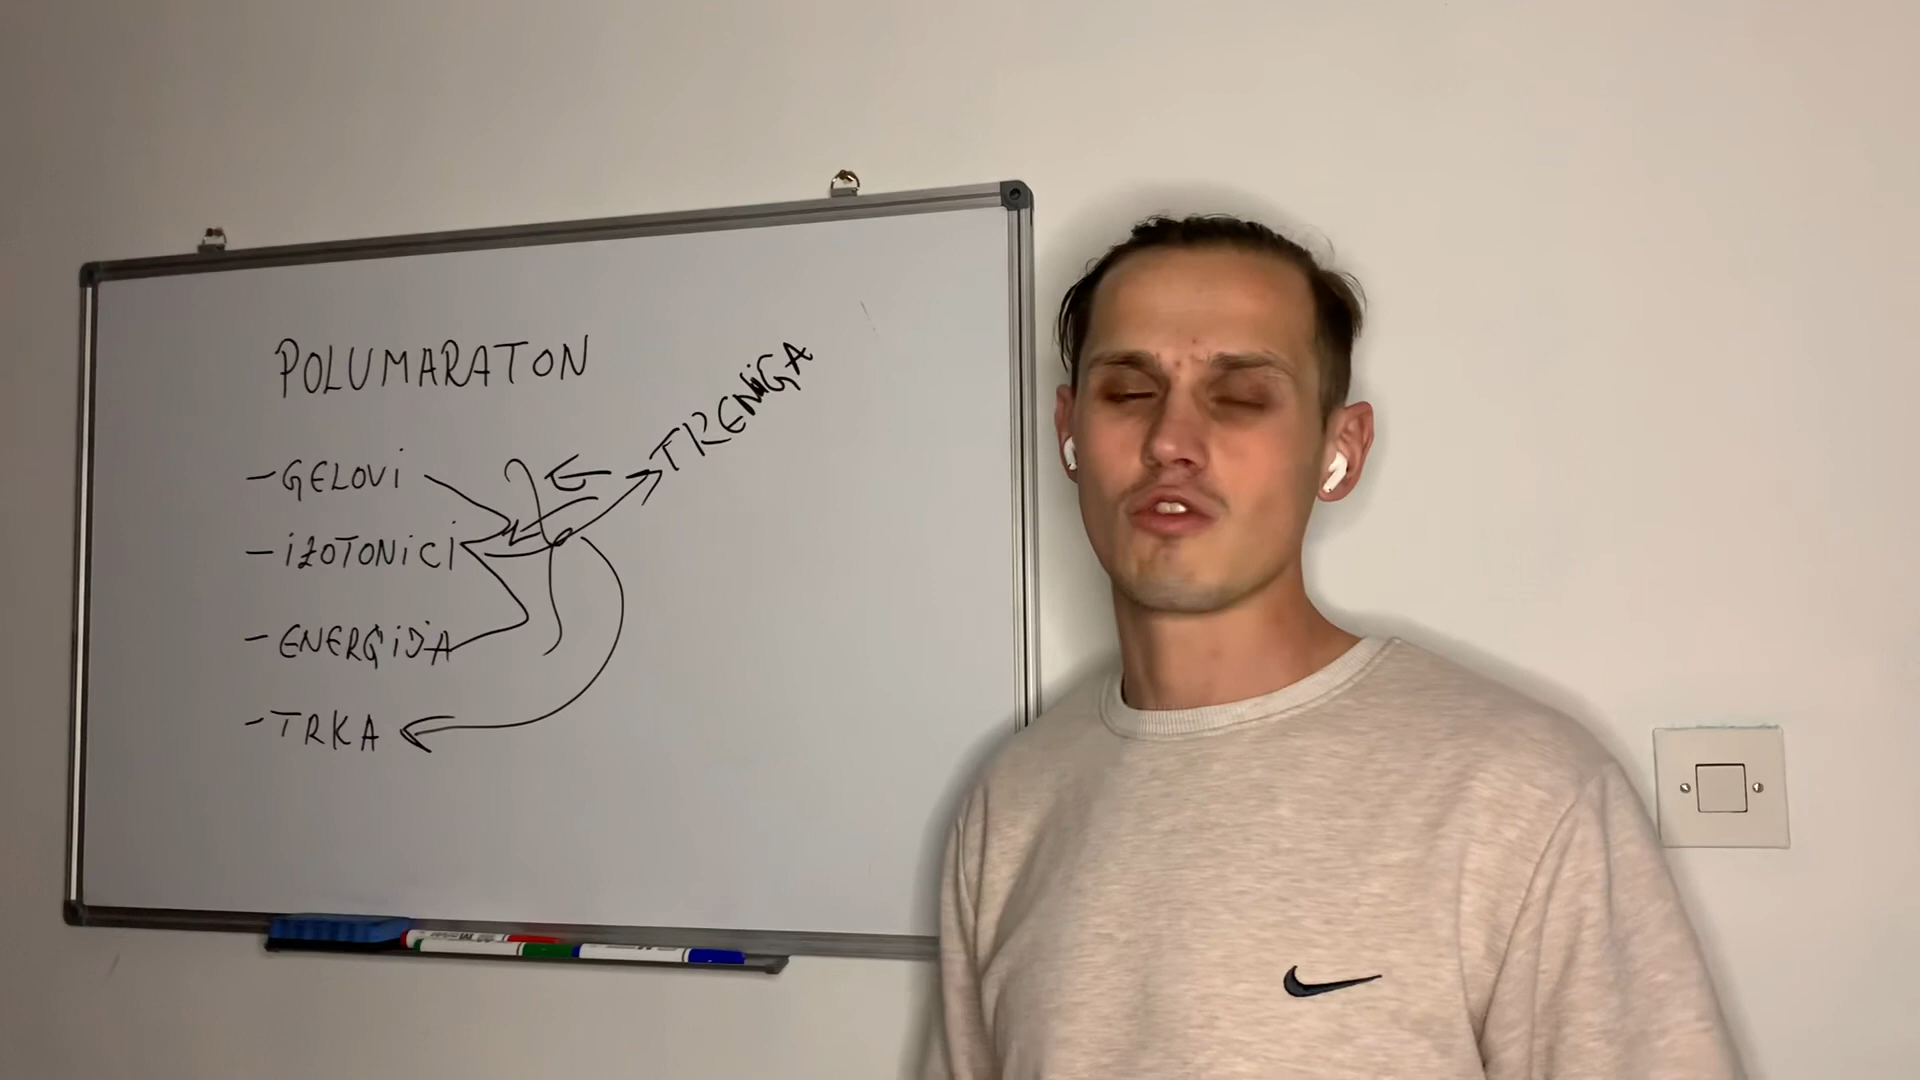 POLUMARATON
TRENiGA
- GELOVi
- iZOTONiCi
- ENERGiJA
- TRKA